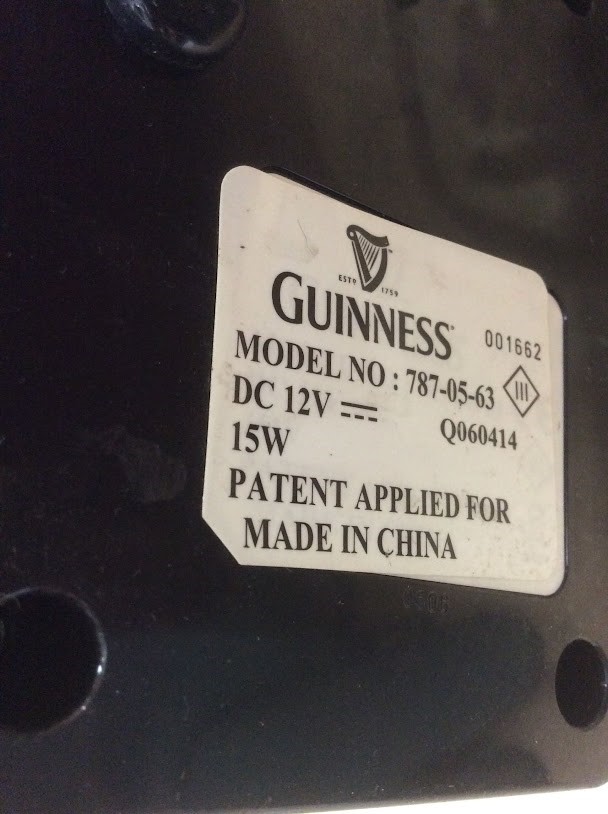 ESTD 1759
GUINNESS
001662
MODEL NO : 787-05-63
III
DC 12V
Q060414
15W
PATENT APPLIED FOR
MADE IN CHINA